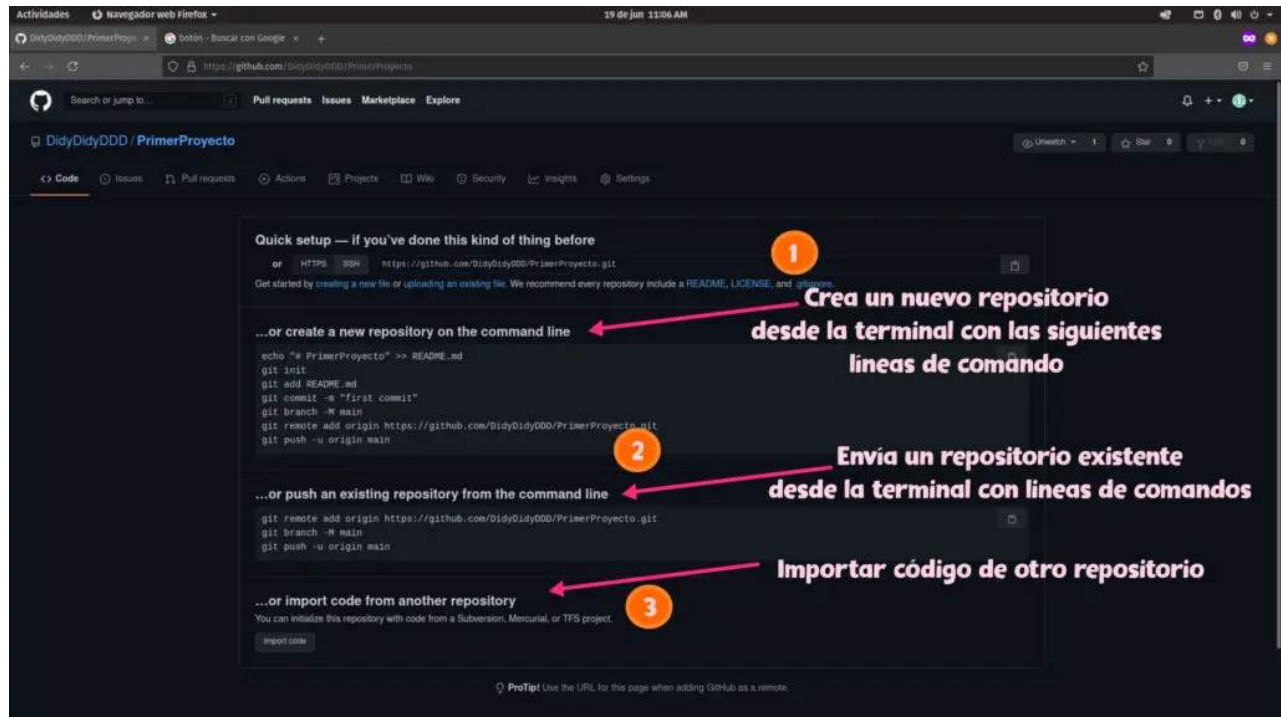 Actividades Navegador web Firefox
19 de jun 11:06 AM
DidyDidyDDD/PrimerProye
botón - Buscar con Google
https://github.com/DidyDidyDDD/PrimerProyecto
Search or jump to...
Pull requests Issues Marketplace Explore
DidyDidyDDD / PrimerProyecto
Unwatch 1 Star 0 0
Code Issues Pull requests Actions Projects Wiki Security Insights Settings
Quick setup — if you've done this kind of thing before
or HTTPS SSH https://github.com/DidyDidyDDD/PrimerProyecto.git
Get started by creating a new file or uploading an existing file. We recommend every repository include a README, LICENSE, and .gitignore.
1
Crea un nuevo repositorio
desde la terminal con las siguientes
líneas de comando
...or create a new repository on the command line
echo "# PrimerProyecto" >> README.md
git init
git add README.md
git commit -m "first commit"
git branch -M main
git remote add origin https://github.com/DidyDidyDDD/PrimerProyecto.git
git push -u origin main
2
Envía un repositorio existente
desde la terminal con lineas de comandos
...or push an existing repository from the command line
git remote add origin https://github.com/DidyDidyDDD/PrimerProyecto.git
git branch -M main
git push -u origin main
Importar código de otro repositorio
...or import code from another repository
3
You can initialize this repository with code from a Subversion, Mercurial, or TFS project.
Import code
ProTip! Use the URL for this page when adding GitHub as a remote.